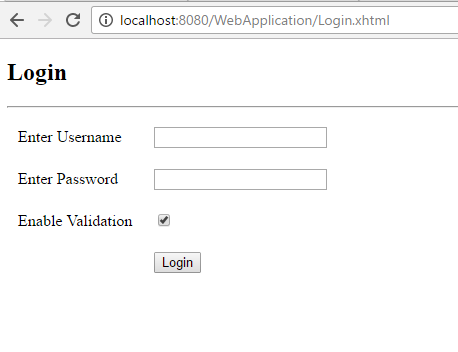 localhost:8080/WebApplication/Login.xhtml
Login
Enter Username
Enter Password
Enable Validation
Login